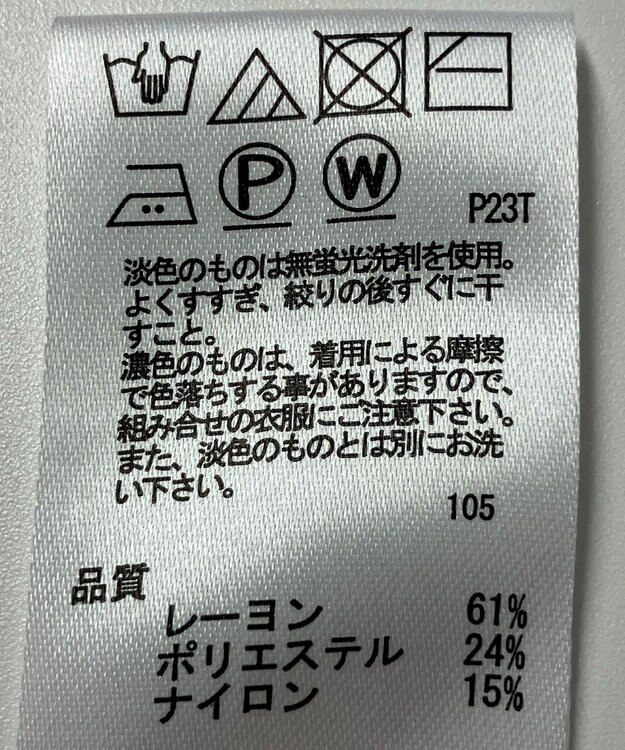 P W
P23T
淡色のものは無蛍光洗剤を使用。
よくすすぎ、絞りの後すぐに干
すこと。
濃色のものは、着用による摩擦
で色落ちする事がありますので、
組み合せの衣服にご注意下さい。
また、淡色のものとは別にお洗
い下さい。
105
品質
レーヨン 61%
ポリエステル 24%
ナイロン 15%